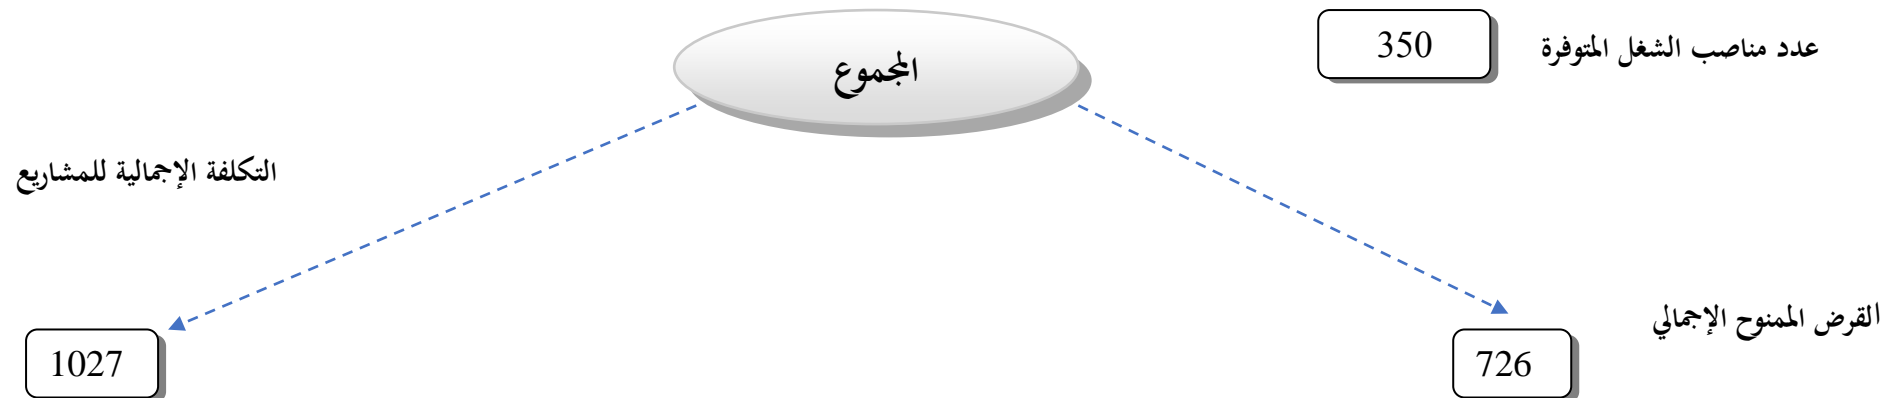 عدد مناصب الشغل المتوفرة
350
المجموع
التكلفة الإجمالية للمشاريع
القرض الممنوح الإجمالي
726
1027